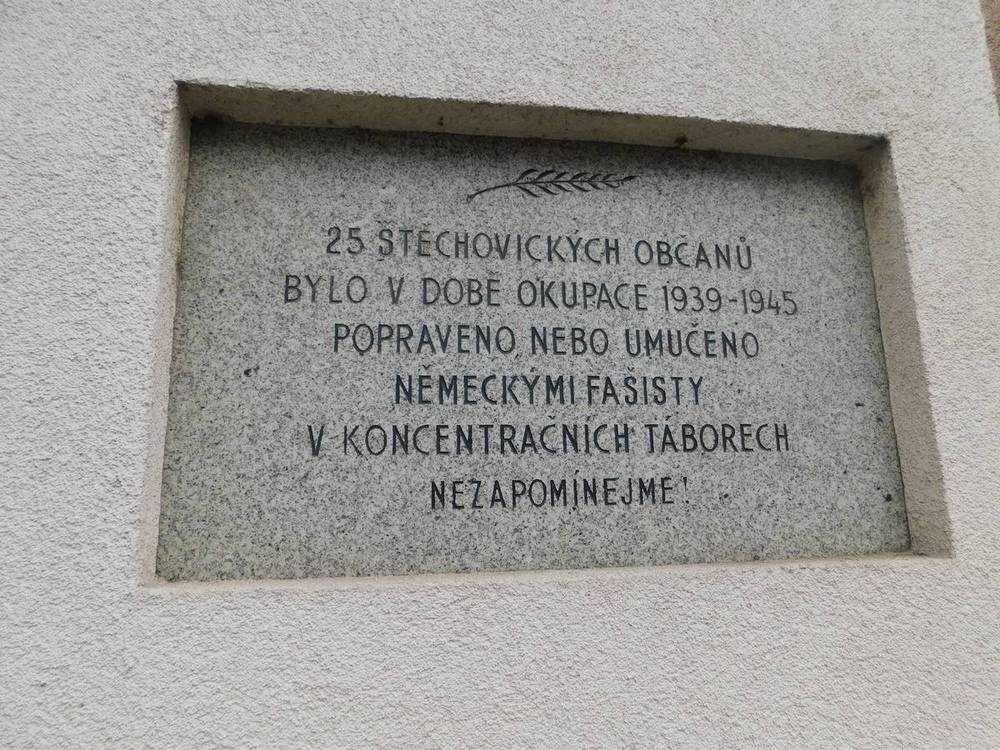 25 ŠTĚCHOVICKÝCH OBČANŮ
BYLO V DOBĚ OKUPACE 1939-1945
POPRAVENO NEBO UMUČENO
NĚMECKÝMI FAŠISTY
V KONCENTRAČNÍCH TÁBORECH
NEZAPOMÍNEJME!